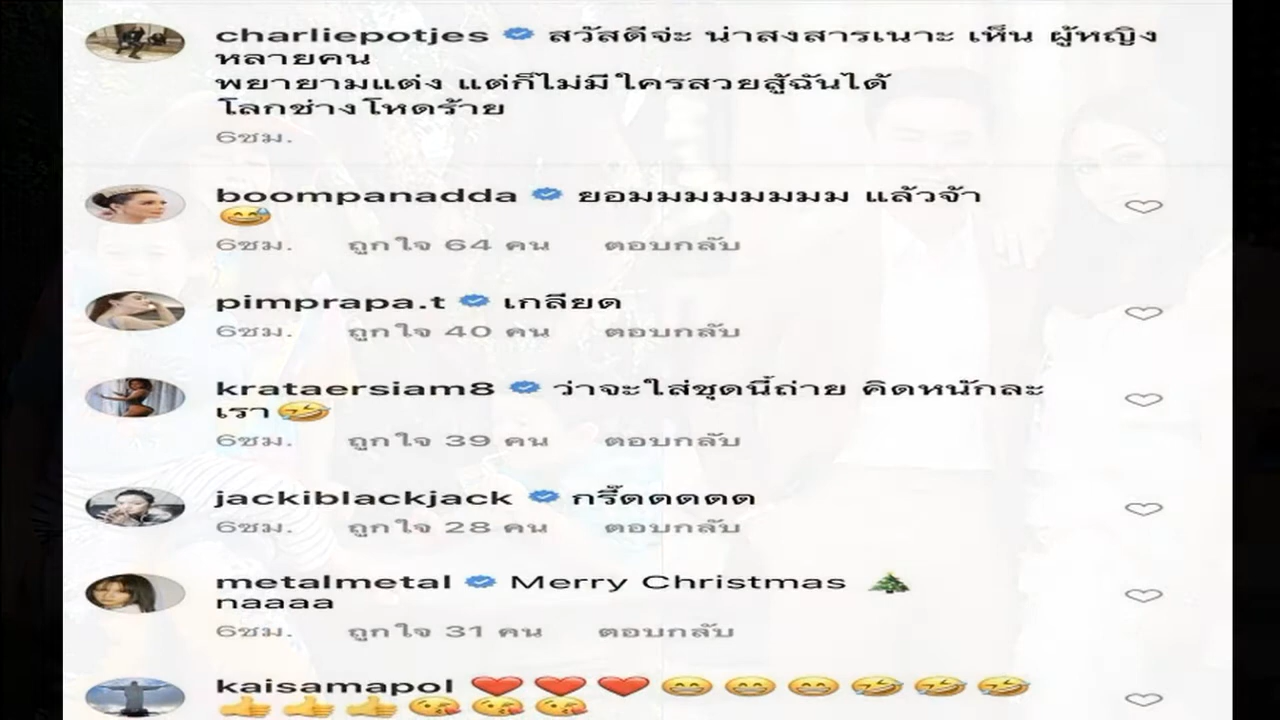 charliepotjes สวัสดีจ่ะ น่าสงสารเนาะ เห็น ผู้หญิง
หลายคน
พยายามแต่ง แต่ก็ไม่มีใครสวยสู้ฉันได้
โลกช่างโหดร้าย
6ชม.
boompanadda ยอมมมมมมมม แล้วจ้า
😅
6ชม. ถูกใจ 64 คน ตอบกลับ
pimprapa.t เกลียด
6ชม. ถูกใจ 40 คน ตอบกลับ
krataersiam8 ว่าจะใส่ชุดนี้ถ่าย คิดหนักละ
เรา🤣
6ชม. ถูกใจ 39 คน ตอบกลับ
jackiblackjack กรี๊ดดดดด
6ชม. ถูกใจ 28 คน ตอบกลับ
metalmetal Merry Christmas 🎄
naaaa
6ชม. ถูกใจ 31 คน ตอบกลับ
kaisamapol ❤️❤️❤️😁😁😁🤣🤣🤣
👍👍👍😘😘😘